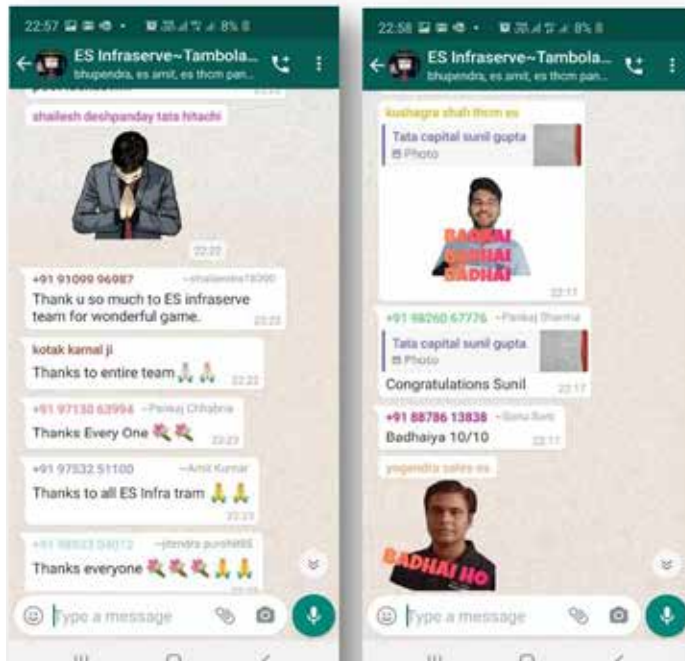 22:57
8%
ES Infraserve~Tambola...
bhupendra, es amit, es thcm pan...
shailesh deshpanday tata hitachi
22:22
+91 91099 96987
Thank u so much to ES infraserve
team for wonderful game.
22:22
kotak karnal ji
Thanks to entire team
22:22
+91 97130 63994 ~Pankaj Chhabria
Thanks Every One
22:23
+91 97532 51100 ~Amit Kumar
Thanks to all ES Infra tram
22:23
Thanks everyone
Type a message
22:58
8%
ES Infraserve~Tambola...
bhupendra, es amit, es thcm pan...
kushagra shah thcm es
Tata capital sunil gupta
Photo
BADHAI
BADHAI
BADHAI
22:17
+91 98260 67776 ~Pankaj Sharma
Tata capital sunil gupta
Photo
Congratulations Sunil
22:17
+91 88786 13838
Badhaiya 10/10
22:17
yogendra sales es
BADHAI HO
Type a message